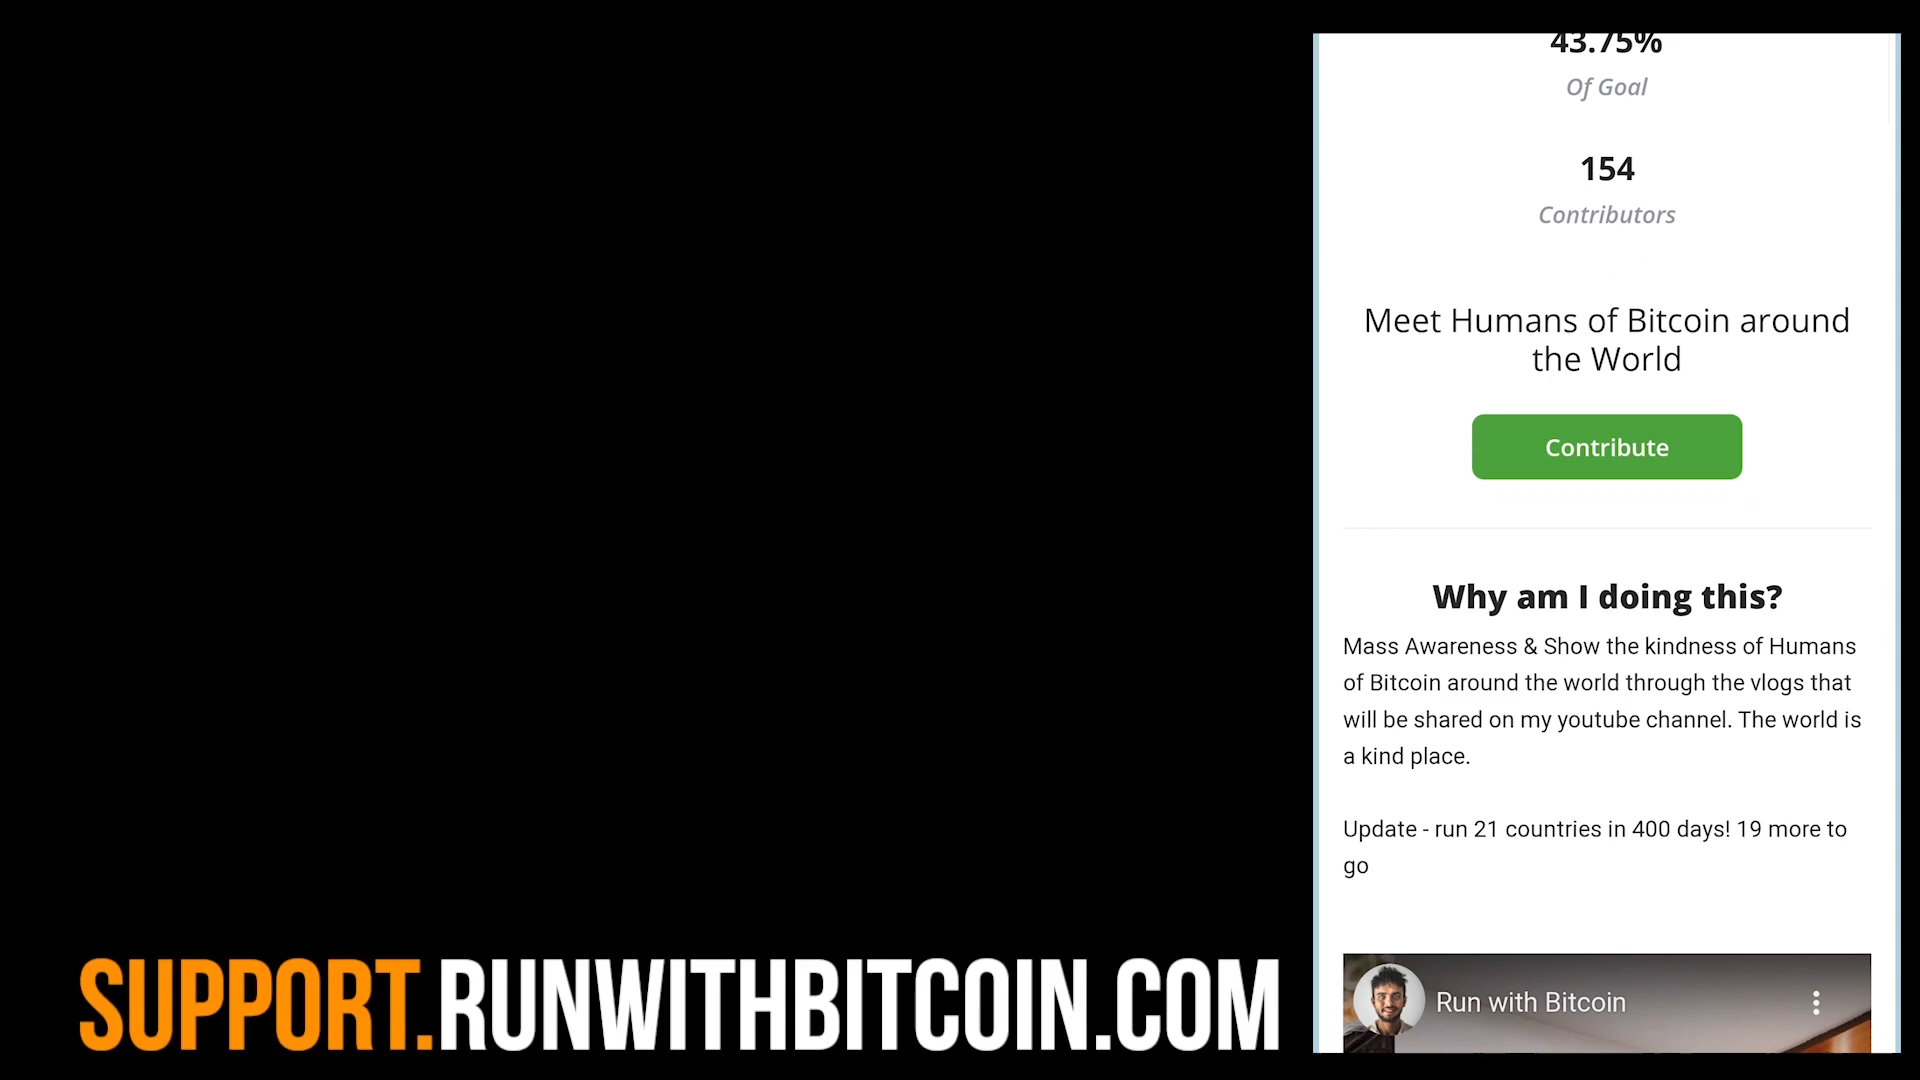 43.75%
Of Goal
154
Contributors
Meet Humans of Bitcoin around
the World
Contribute
Why am I doing this?
Mass Awareness & Show the kindness of Humans
of Bitcoin around the world through the vlogs that
will be shared on my youtube channel. The world is
a kind place.
Update - run 21 countries in 400 days! 19 more to
go
Run with Bitcoin
SUPPORT.RUNWITHBITCOIN.COM